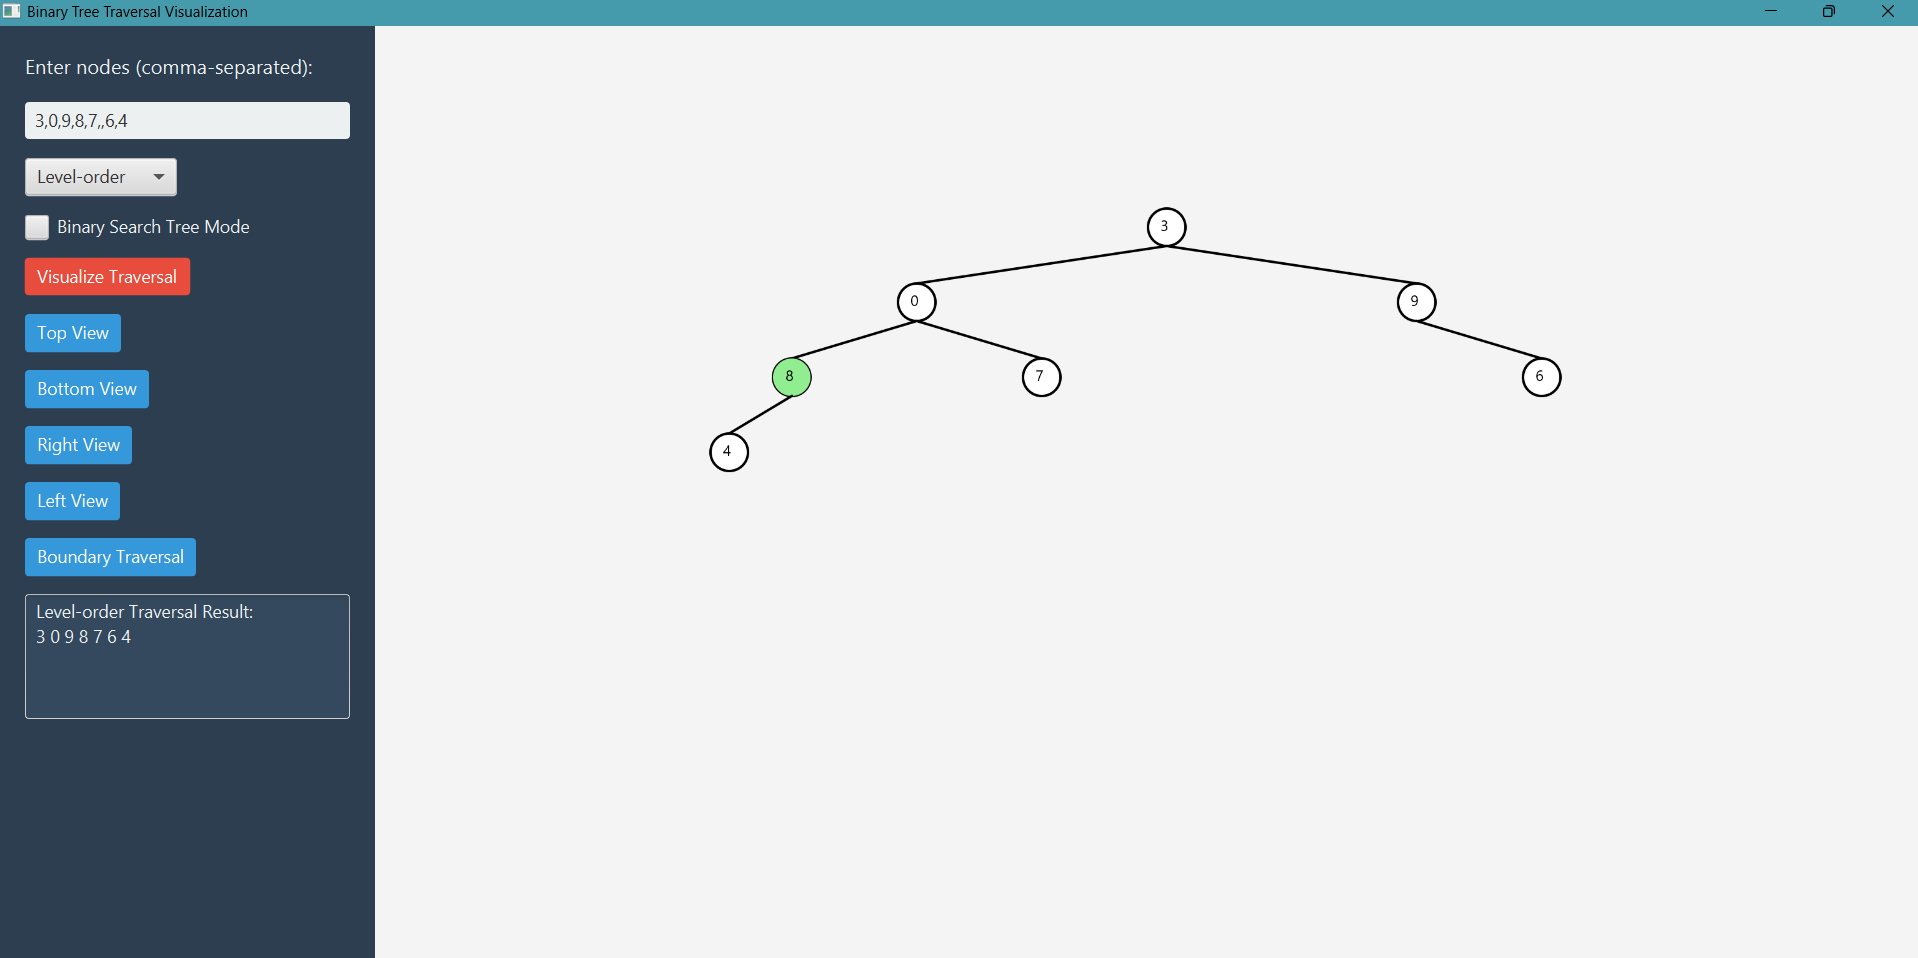 Binary Tree Traversal Visualization
Enter nodes (comma-separated):
3,0,9,8,7,,6,4
Level-order
Binary Search Tree Mode
Visualize Traversal
Top View
Bottom View
Right View
Left View
Boundary Traversal
Level-order Traversal Result:
3 0 9 8 7 6 4
3
0 9
8 7 6
4